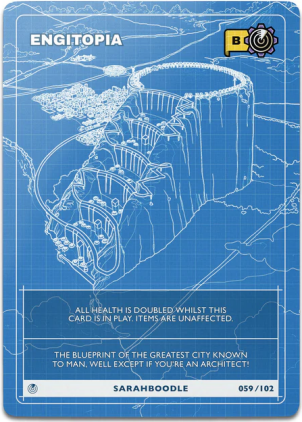 ENGITOPIA
B
ALL HEALTH IS DOUBLED WHILST THIS
CARD IS IN PLAY. ITEMS ARE UNAFFECTED.
THE BLUEPRINT OF THE GREATEST CITY KNOWN
TO MAN. WELL EXCEPT IF YOU'RE AN ARCHITECT!
SARAHBOODLE 059/102